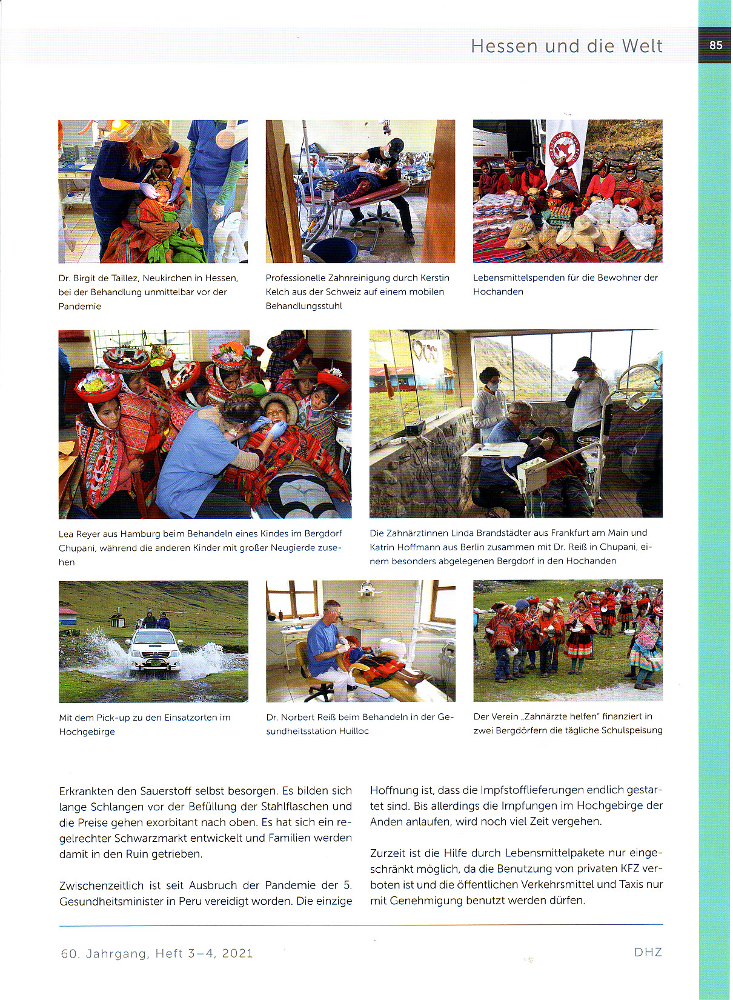 Hessen und die Welt
85
CORAZONES PARA PERU
Dr. Birgit de Taillez, Neukirchen in Hessen,
bei der Behandlung unmittelbar vor der
Pandemie
Professionelle Zahnreinigung durch Kerstin
Kelch aus der Schweiz auf einem mobilen
Behandlungsstuhl
Lebensmittelspenden für die Bewohner der
Hochanden
Lea Reyer aus Hamburg beim Behandeln eines Kindes im Bergdorf
Chupani, während die anderen Kinder mit großer Neugierde zuse-
hen
Die Zahnärztinnen Linda Brandstädter aus Frankfurt am Main und
Katrin Hoffmann aus Berlin zusammen mit Dr. Reiß in Chupani, ei-
nem besonders abgelegenen Bergdorf in den Hochanden
Mit dem Pick-up zu den Einsatzorten im
Hochgebirge
Dr. Norbert Reiß beim Behandeln in der Ge-
sundheitsstation Huilloc
Der Verein „Zahnärzte helfen" finanziert in
zwei Bergdörfern die tägliche Schulspeisung
Erkrankten den Sauerstoff selbst besorgen. Es bilden sich
lange Schlangen vor der Befüllung der Stahlflaschen und
die Preise gehen exorbitant nach oben. Es hat sich ein re-
gelrechter Schwarzmarkt entwickelt und Familien werden
damit in den Ruin getrieben.
Zwischenzeitlich ist seit Ausbruch der Pandemie der 5.
Gesundheitsminister in Peru vereidigt worden. Die einzige
Hoffnung ist, dass die Impfstofflieferungen endlich gestar-
tet sind. Bis allerdings die Impfungen im Hochgebirge der
Anden anlaufen, wird noch viel Zeit vergehen.
Zurzeit ist die Hilfe durch Lebensmittelpakete nur einge-
schränkt möglich, da die Benutzung von privaten KFZ ver-
boten ist und die öffentlichen Verkehrsmittel und Taxis nur
mit Genehmigung benutzt werden dürfen.
60. Jahrgang, Heft 3–4, 2021
DHZ